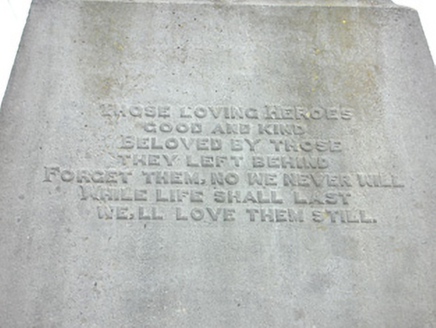 THOSE LOVING HEROES
GOOD AND KIND
BELOVED BY THOSE
THEY LEFT BEHIND
FORGET THEM, NO WE NEVER WILL
WHILE LIFE SHALL LAST
WE,LL LOVE THEM STILL.